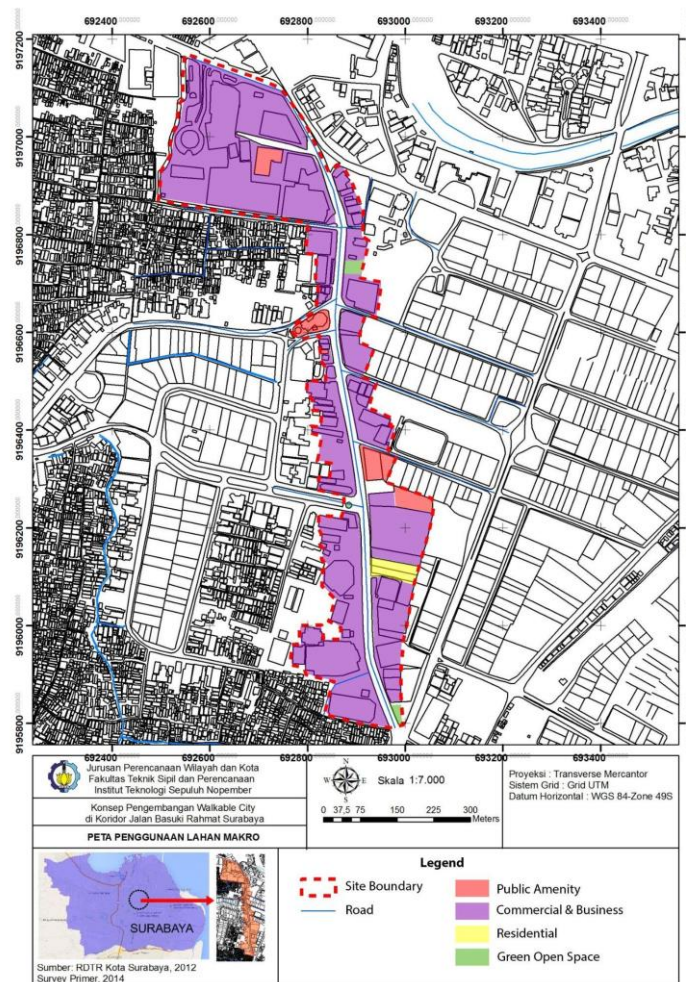 692400 692600 692800 693000 693200 693400
9197200
9197000
9196800
9196600
9196400
9196200
9196000
9195800
692400 692600 692800 693000 693200 693400
Jurusan Perencanaan Wilayah dan Kota
Fakultas Teknik Sipil dan Perencanaan
Institut Teknologi Sepuluh Nopember
Konsep Pengembangan Walkable City
di Koridor Jalan Basuki Rahmat Surabaya
PETA PENGGUNAAN LAHAN MAKRO
N
W E
S
Skala 1:7.000
0 37,5 75 150 225 300
Meters
Proyeksi : Transverse Mercantor
Sistem Grid : Grid UTM
Datum Horizontal : WGS 84-Zone 49S
SURABAYA
Sumber: RDTR Kota Surabaya, 2012
Survey Primer, 2014
Legend
Site Boundary
Road
Public Amenity
Commercial & Business
Residential
Green Open Space